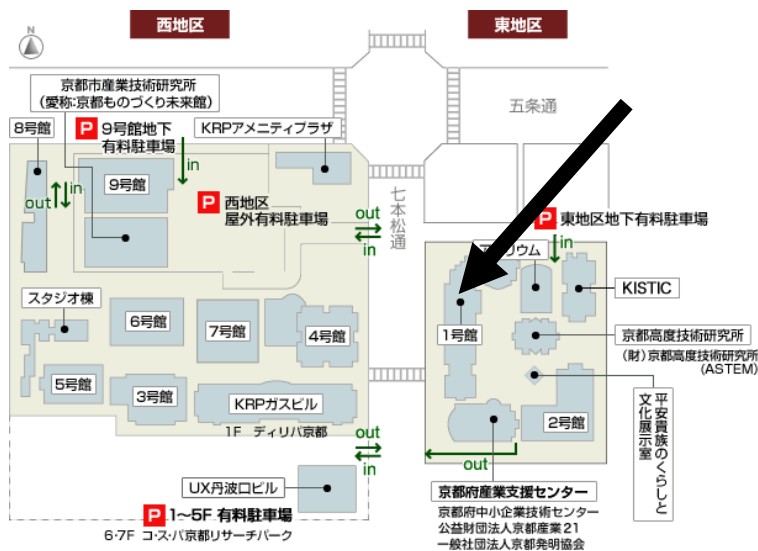 西地区
東地区
N
京都市産業技術研究所
(愛称:京都ものづくり未来館)
五条通
8号館
P 9号館地下
有料駐車場
KRPアメニティプラザ
in
9号館
in
out
P 西地区
屋外有料駐車場
七本松通
out
in
P 東地区地下有料駐車場
in
リウム
KISTIC
スタジオ棟
6号館
7号館
4号館
1号館
京都高度技術研究所
(財)京都高度技術研究所
(ASTEM)
5号館
3号館
KRPガスビル
平安貴族のくらしと
文化展示室
2号館
1F ディリパ京都
out
in
out
UX丹波口ビル
京都府産業支援センター
京都府中小企業技術センター
公益財団法人京都産業21
一般社団法人京都発明協会
P 1~5F 有料駐車場
6・7F コ・ス・パ京都リサーチパーク